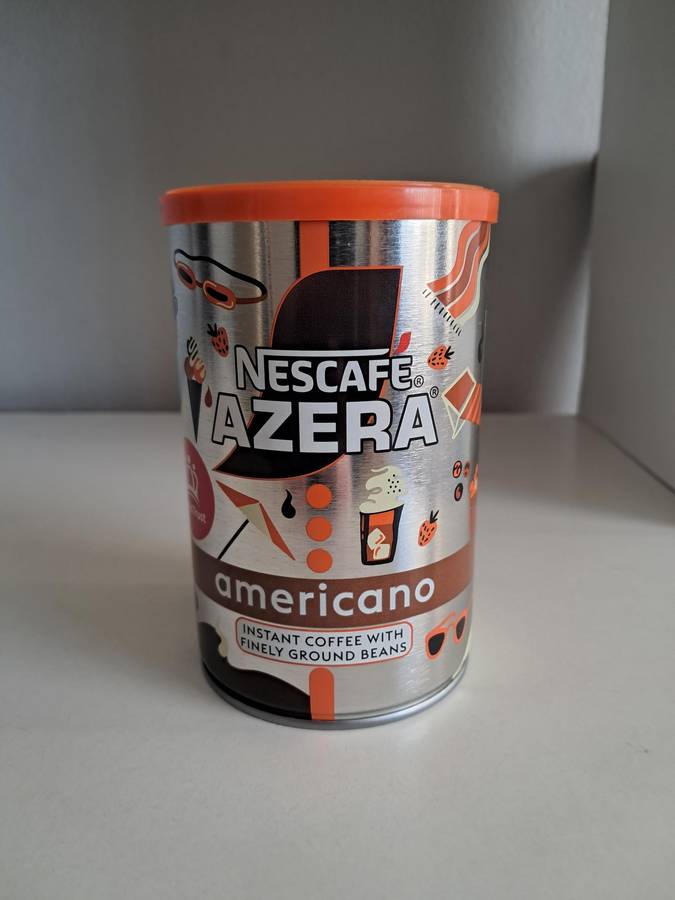 NESCAFÉ®
AZERA®
americano
INSTANT COFFEE WITH
FINELY GROUND BEANS